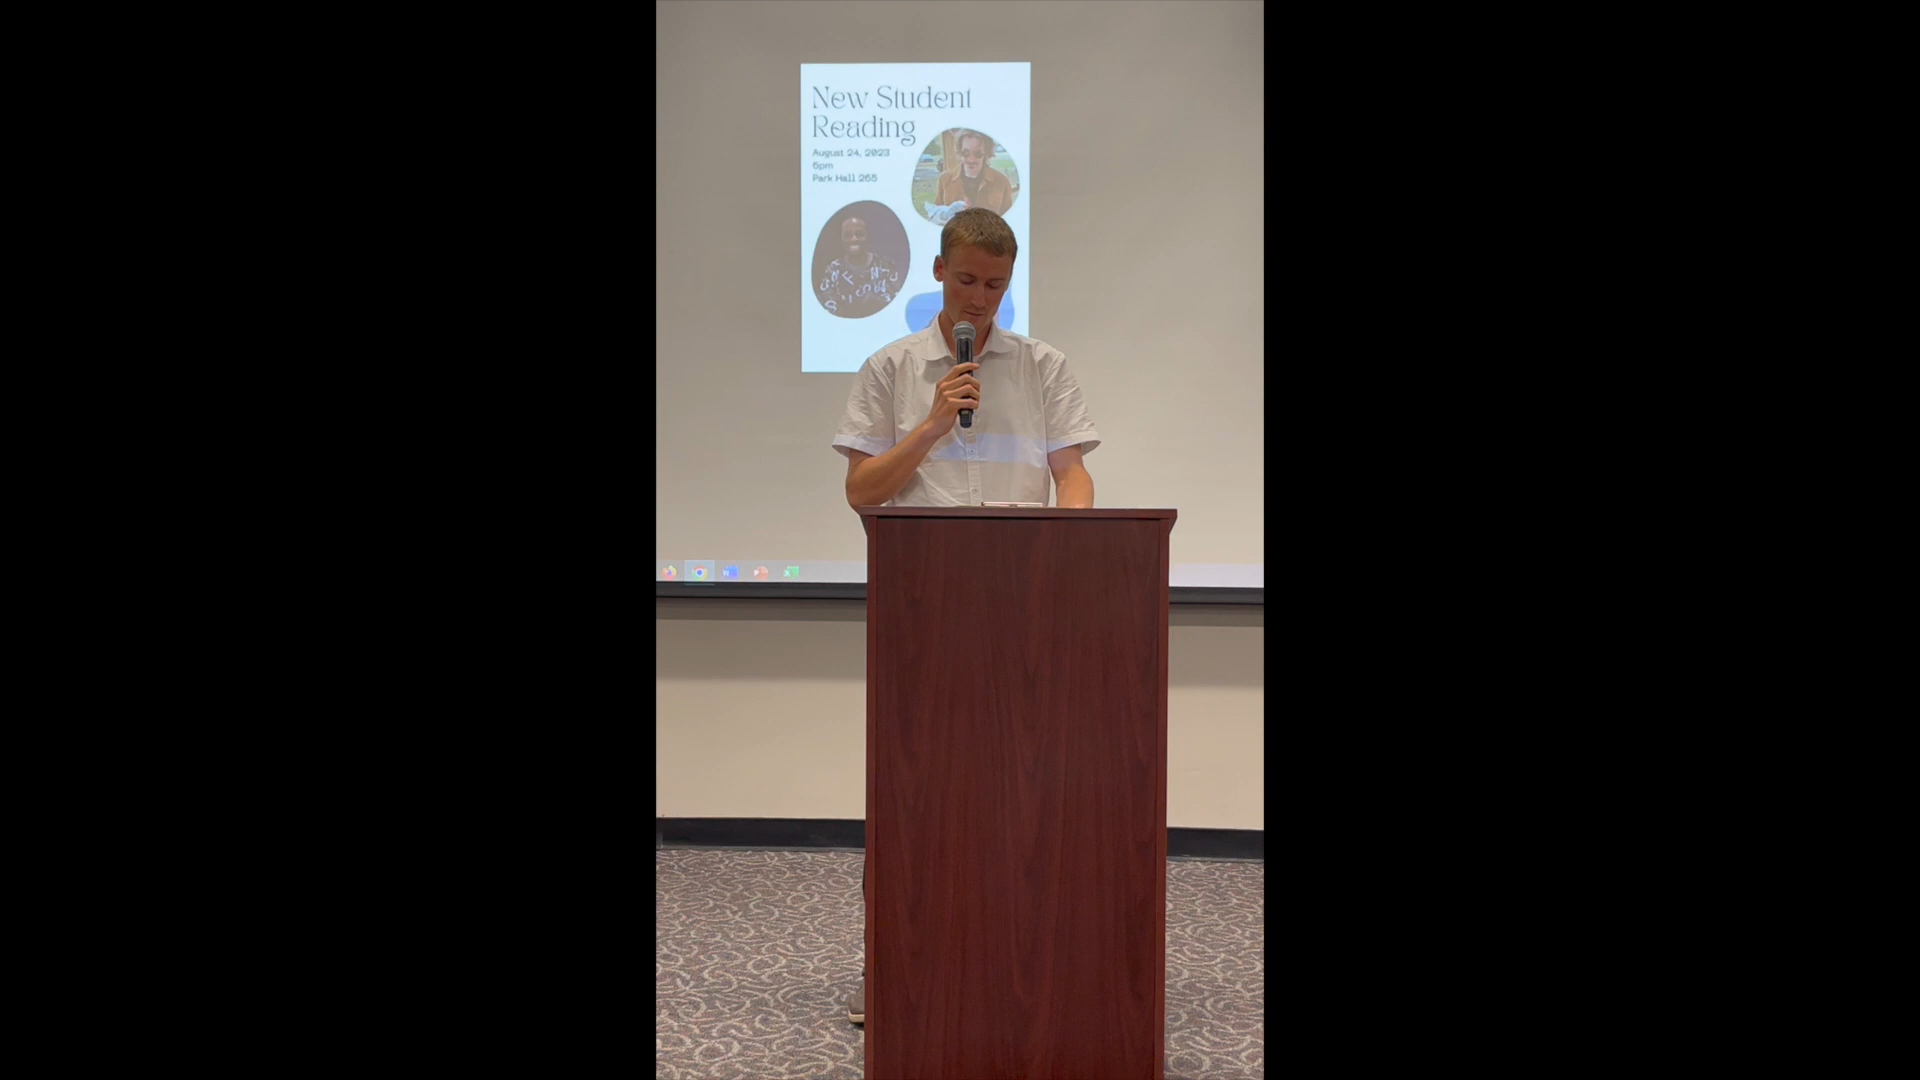 New Student
Reading
August 24, 2023
6pm
Park Hall 265